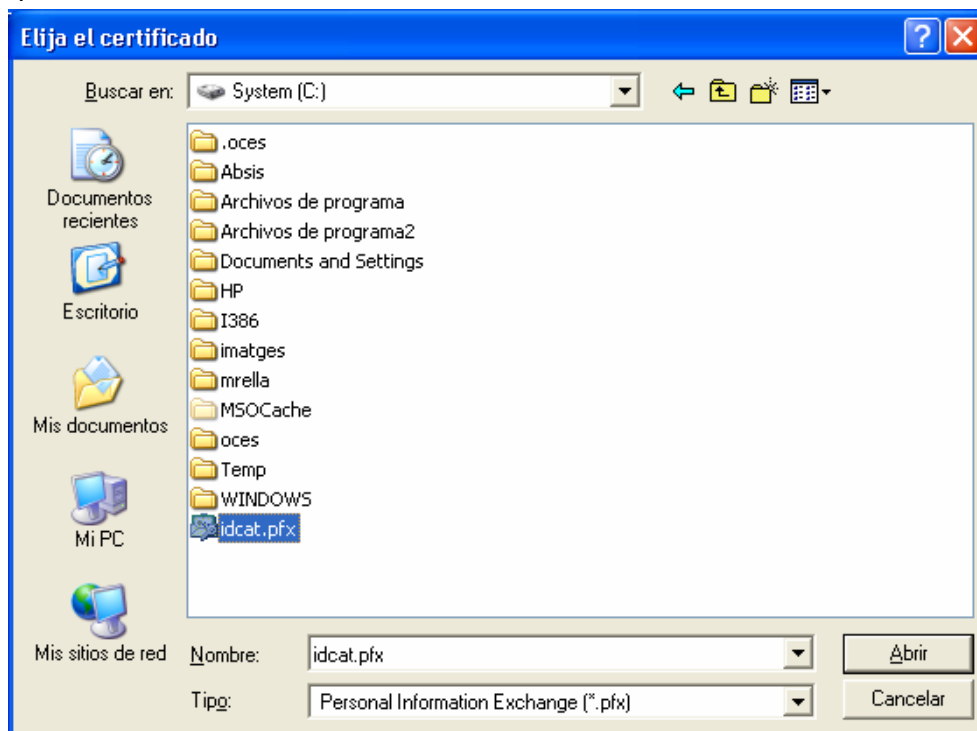 Elija el certificado
Buscar en: System (C:)
Documentos
recientes
Escritorio
Mis documentos
Mi PC
Mis sitios de red
.oces
Absis
Archivos de programa
Archivos de programa2
Documents and Settings
HP
I386
imatges
mrella
MSOCache
oces
Temp
WINDOWS
idcat.pfx
Nombre: idcat.pfx Abrir
Tipo: Personal Information Exchange (*.pfx) Cancelar